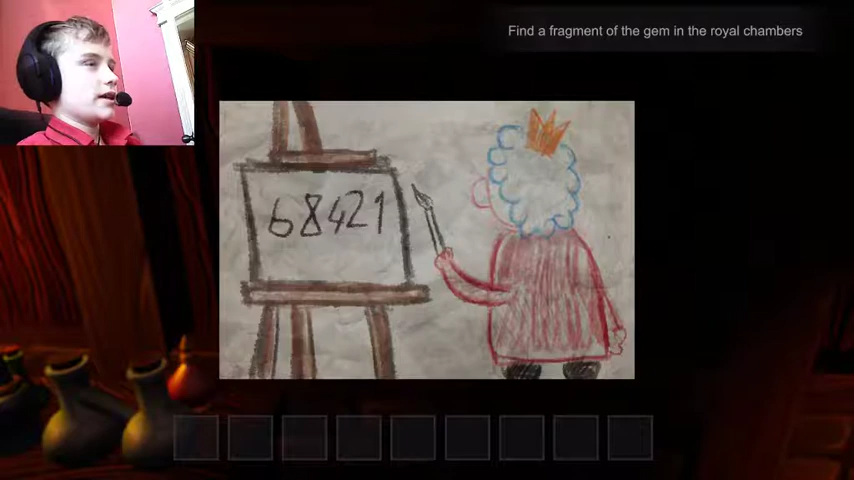 Find a fragment of the gem in the royal chambers
68421